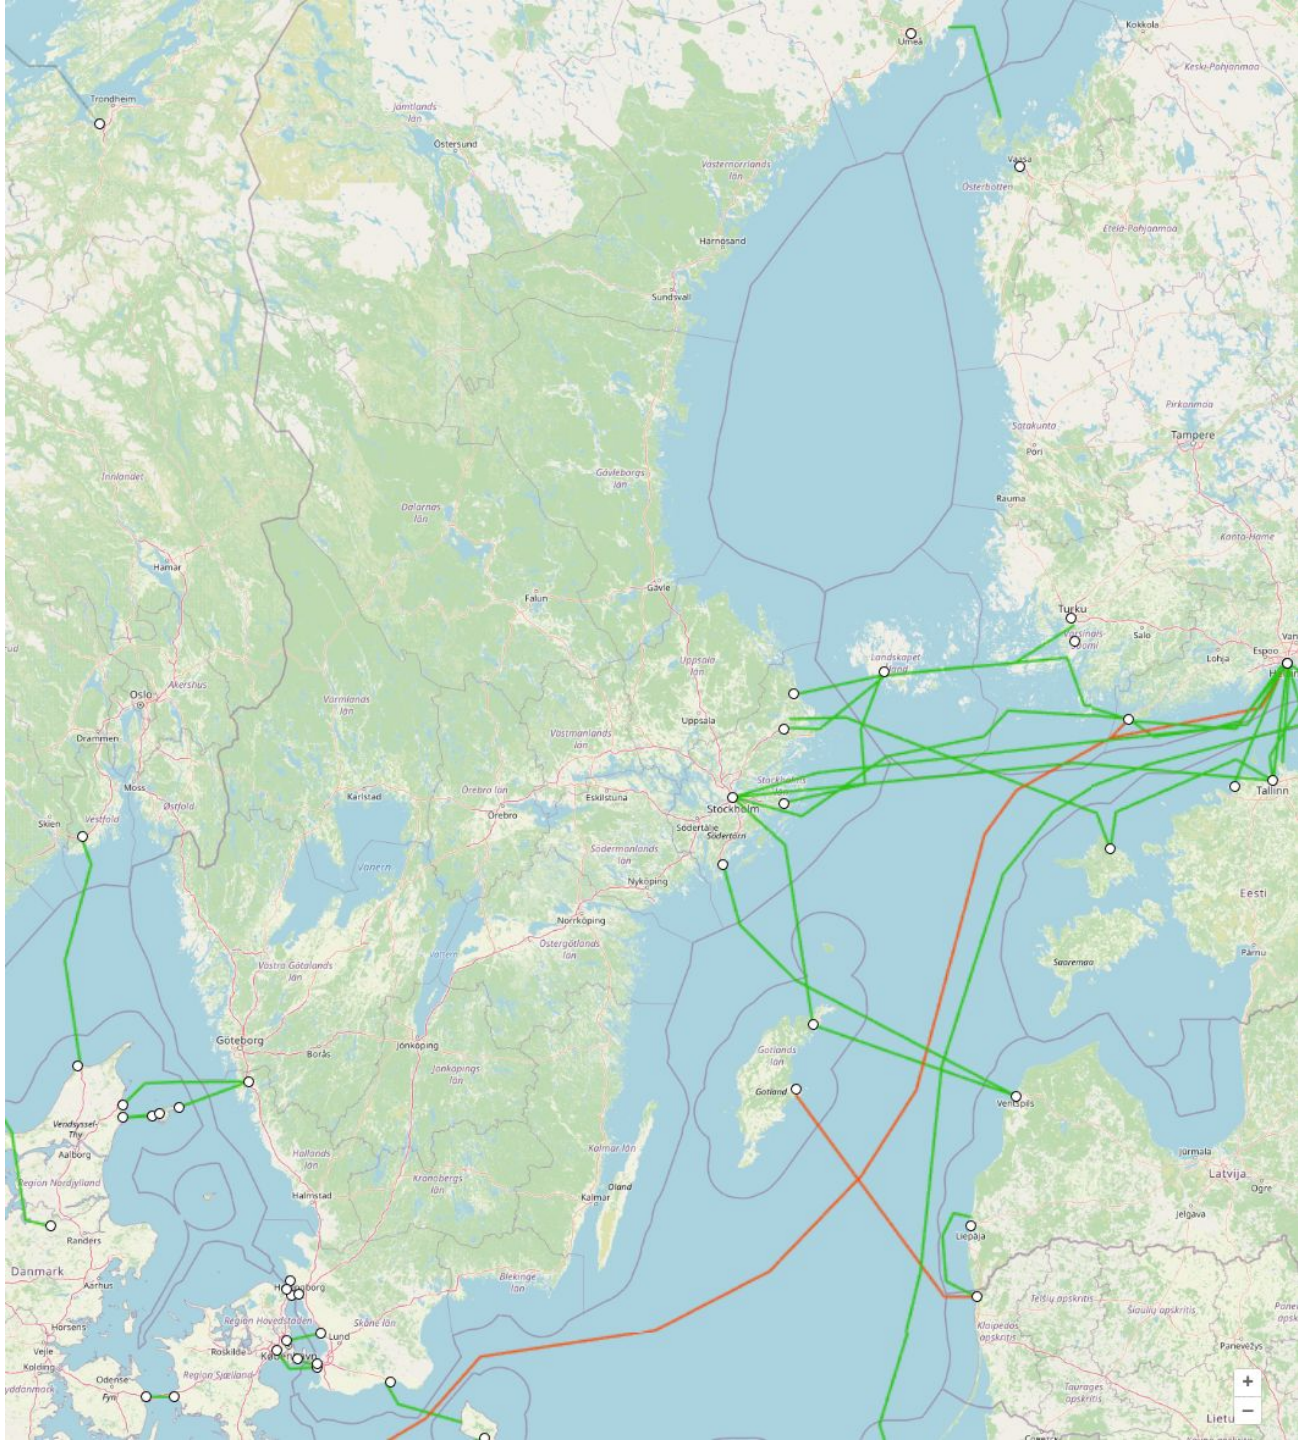 Kokkola
Umeå
Keski-Pohjanmaa
Trondheim
Jämtlands
län
Östersund
Västernorrlands
län
Vaasa
Österbotten
Etelä-Pohjanmaa
Härnösand
Sundsvall
Pirkanmaa
Satakunta
Tampere
Pori
Innlandet
Gävleborgs
län
Dalarnas
län
Rauma
Kanta-Häme
Hamar
Gävle
Falun
Turku
Salo
Varsinais
Suomi
Espoo
Lohja
Uppsala
län
Landskapet
Åland
Akershus
Oslo
Värmlands
län
Uppsala
Drammen
Västmanlands
län
Stockholms
län
Moss
Karlstad
Örebro län
Eskilstuna
Stockholm
Tallinn
Østfold
Örebro
Skien
Vestfold
Södertälje
Södertörn
Södermanlands
län
Vänern
Nyköping
Eesti
Norrköping
Östergötlands
län
Västra Götalands
län
Pärnu
Saaremaa
Göteborg
Borås
Jönköping
Gotlands
län
Jönköpings
län
Gotland
Ventspils
Vendsyssel-
Thy
Aalborg
Kalmar län
Jūrmala
Hallands
län
Latvija
Region Nordjylland
Kronobergs
län
Öland
Ogre
Halmstad
Kalmar
Jelgava
Randers
Liepāja
Danmark
Aarhus
Blekinge
län
Telšių apskritis
Šiaulių apskritis
Horsens
Region Hovedstaden
Skåne län
Klaipėdos
apskritis
Lund
Vejle
Roskilde
København
Panevėžys
Kolding
Odense
Region Sjælland
Fyn
Tauragės
apskritis
+
−